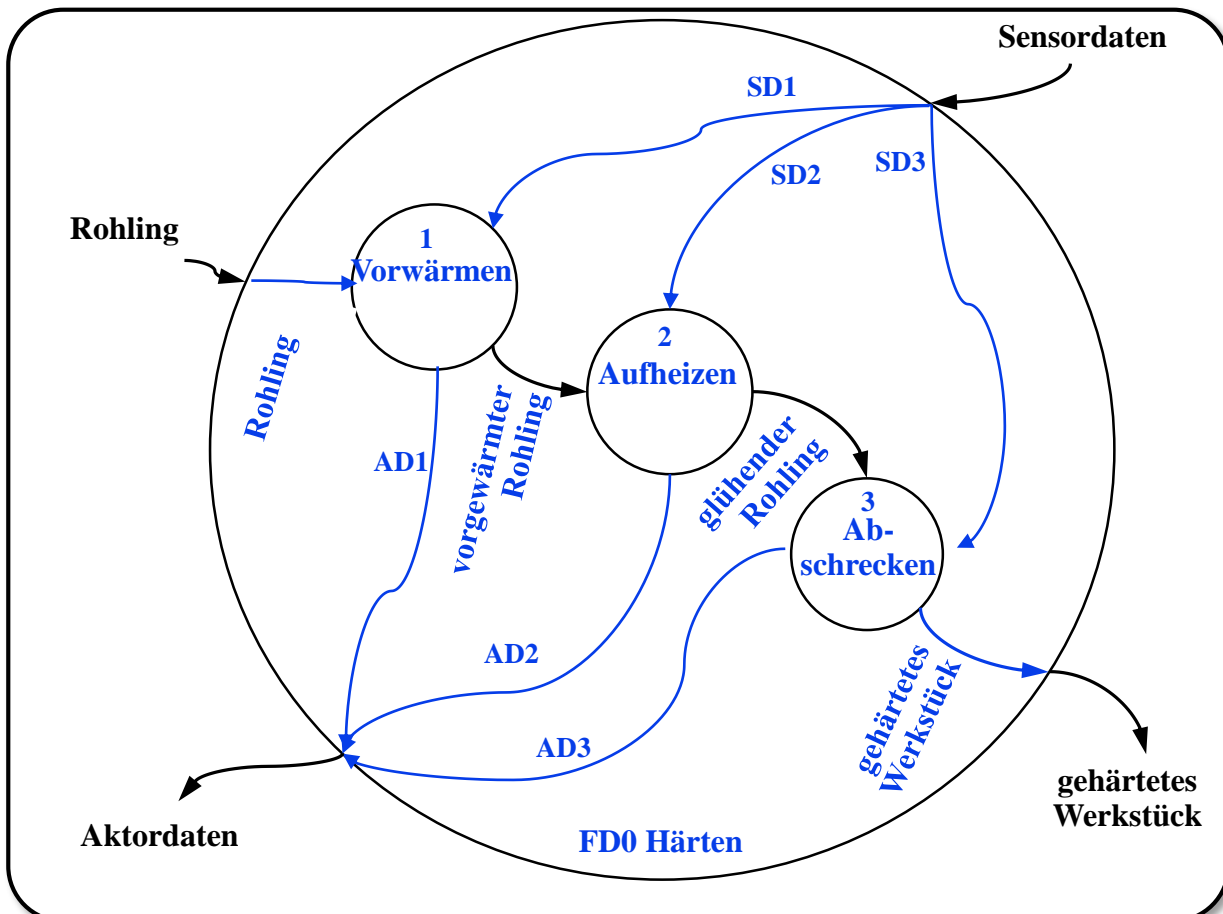 Sensordaten
SD1
SD2
SD3
Rohling
1
Vorwärmen
Rohling
2
Aufheizen
vorgewärmter
Rohling
AD1
glühender
Rohling
3
Ab-
schrecken
AD2
AD3
gehärtetes
Werkstück
gehärtetes
Werkstück
Aktordaten
FD0 Härten